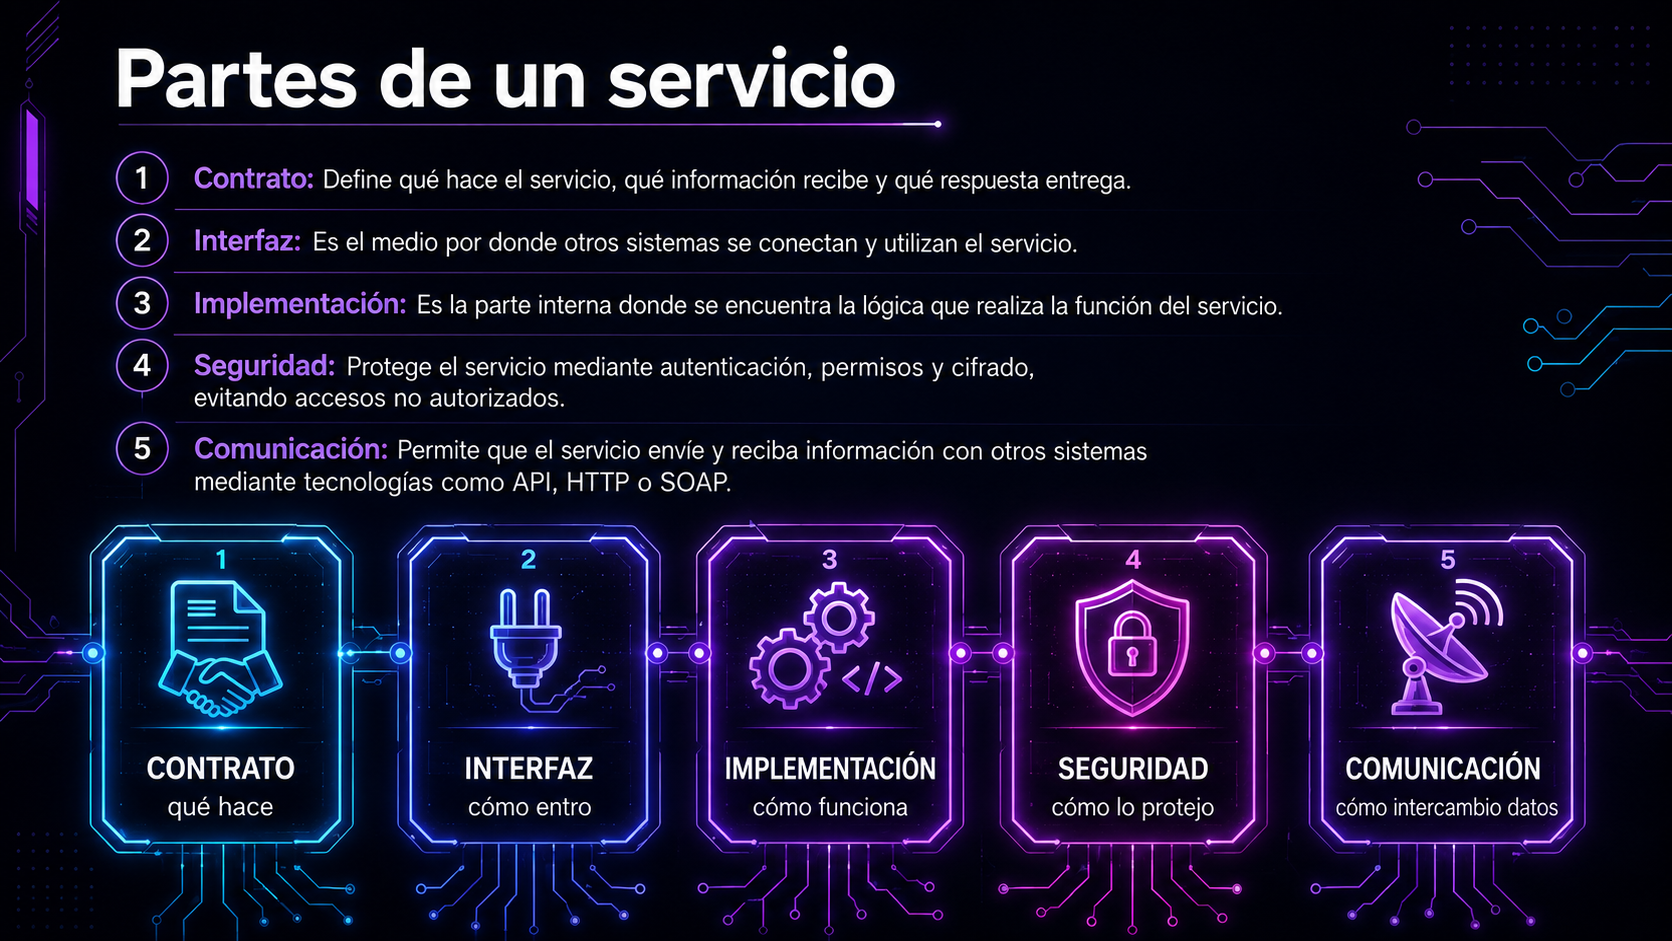 Partes de un servicio
1 Contrato: Define qué hace el servicio, qué información recibe y qué respuesta entrega.
2 Interfaz: Es el medio por donde otros sistemas se conectan y utilizan el servicio.
3 Implementación: Es la parte interna donde se encuentra la lógica que realiza la función del servicio.
4 Seguridad: Protege el servicio mediante autenticación, permisos y cifrado,
evitando accesos no autorizados.
5 Comunicación: Permite que el servicio envíe y reciba información con otros sistemas
mediante tecnologías como API, HTTP o SOAP.
1
CONTRATO
qué hace
2
INTERFAZ
cómo entro
3
</>
IMPLEMENTACIÓN
cómo funciona
4
SEGURIDAD
cómo lo protejo
5
COMUNICACIÓN
cómo intercambio datos